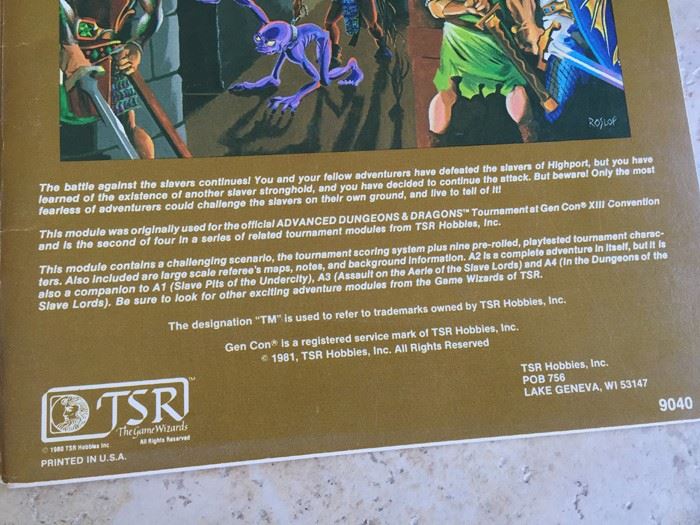 ROSLOF
The battle against the slavers continues! You and your fellow adventurers have defeated the slavers of Highport, but you have
learned of the existence of another slaver stronghold, and you have decided to continue the attack. But beware! Only the most
fearless of adventurers could challenge the slavers on their own ground, and live to tell of it!
This module was originally used for the official ADVANCED DUNGEONS & DRAGONS™ Tournament at Gen Con® XIII Convention
and is the second of four in a series of related tournament modules from TSR Hobbies, Inc.
This module contains a challenging scenario, the tournament scoring system plus nine pre-rolled, playtested tournament charac-
ters. Also included are large scale referee's maps, notes, and background information. A2 is a complete adventure in itself, but it is
also a companion to A1 (Slave Pits of the Undercity), A3 (Assault on the Aerie of the Slave Lords) and A4 (In the Dungeons of the
Slave Lords). Be sure to look for other exciting adventure modules from the Game Wizards of TSR.
The designation "TM" is used to refer to trademarks owned by TSR Hobbies, Inc.
Gen Con® is a registered service mark of TSR Hobbies, Inc.
© 1981, TSR Hobbies, Inc. All Rights Reserved
TSR Hobbies, Inc.
POB 756
LAKE GENEVA, WI 53147
9040
TSR™
The Game Wizards
© 1980 TSR Hobbies Inc. All Rights Reserved
PRINTED IN U.S.A.